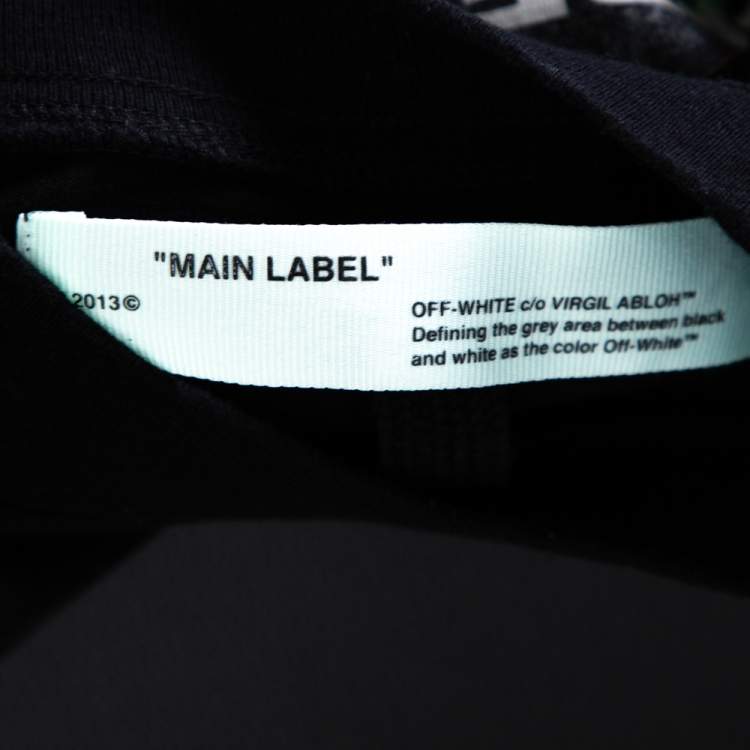 "MAIN LABEL"
2013©
OFF-WHITE c/o VIRGIL ABLOH™
Defining the grey area between black
and white as the color Off-White™